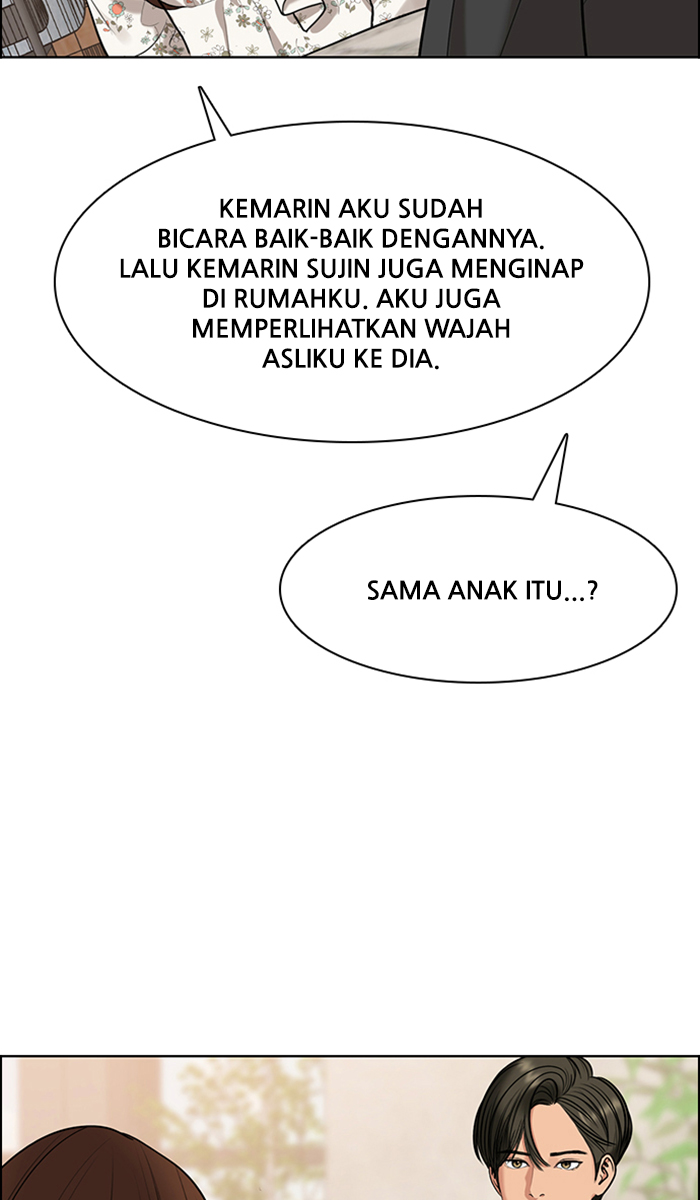 KEMARIN AKU SUDAH
BICARA BAIK-BAIK DENGANNYA.
LALU KEMARIN SUJIN JUGA MENGINAP
DI RUMAHKU. AKU JUGA
MEMPERLIHATKAN WAJAH
ASLIKU KE DIA.
SAMA ANAK ITU...?